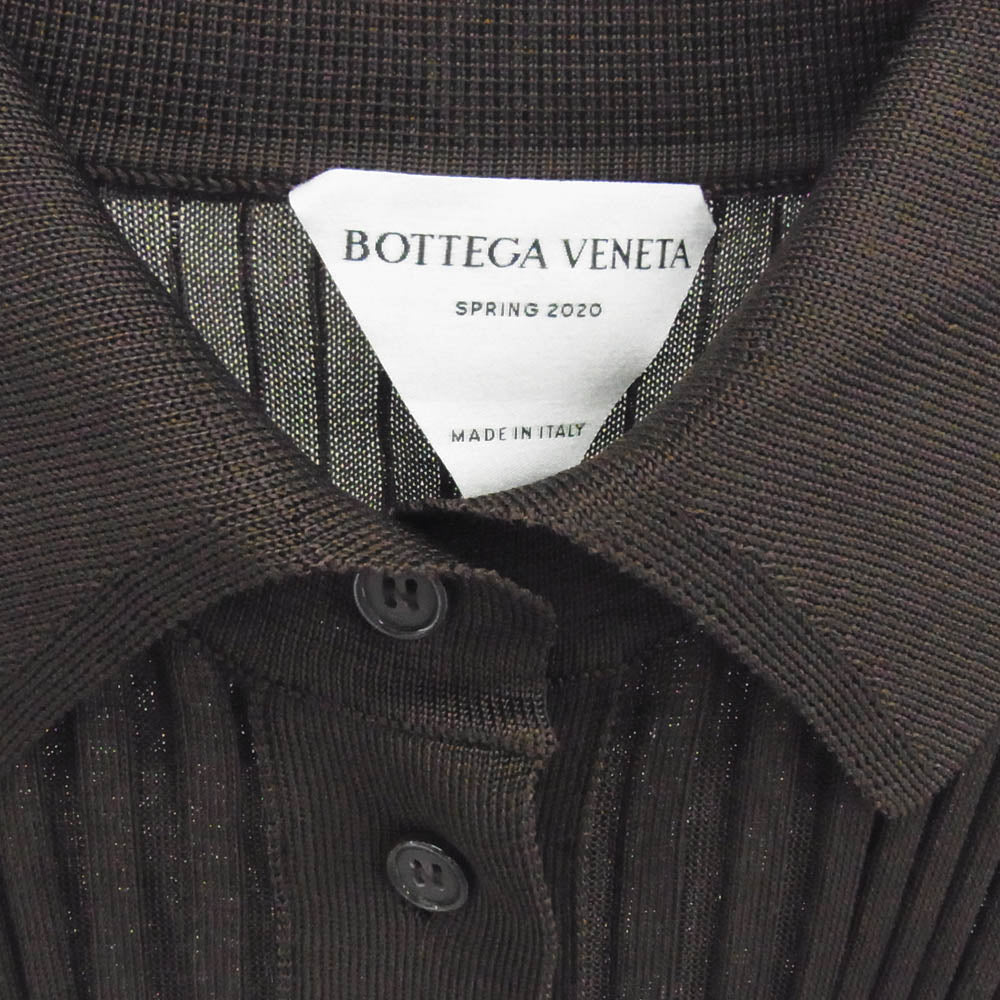 BOTTEGA VENETA
SPRING 2020
MADE IN ITALY